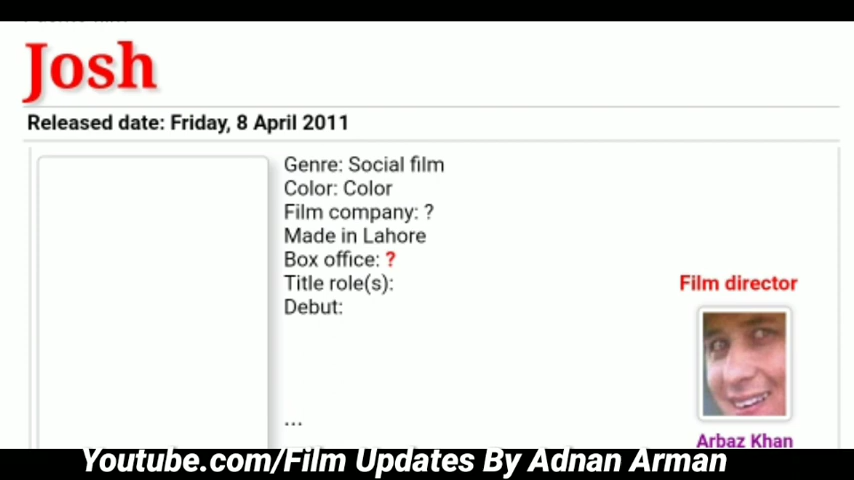 Josh
Released date: Friday, 8 April 2011
Genre: Social film
Color: Color
Film company: ?
Made in Lahore
Box office: ?
Title role(s):
Debut:
...
Film director
Arbaz Khan
Youtube.com/Film Updates By Adnan Arman